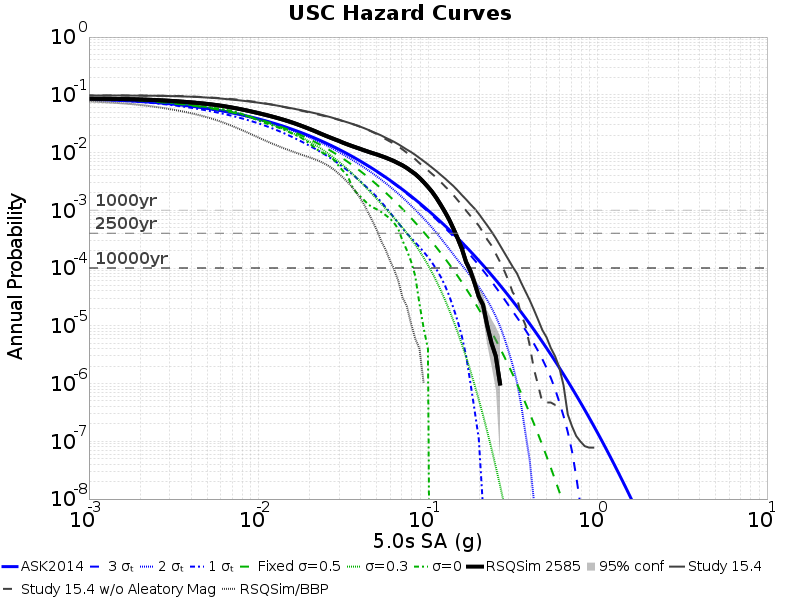 USC Hazard Curves
10^0
10^-1
10^-2
10^-3
10^-4
10^-5
10^-6
10^-7
10^-8
1000yr
2500yr
10000yr
Annual Probability
10^-3 10^-2 10^-1 10^0 10^1
5.0s SA (g)
ASK2014 3 σₜ 2 σₜ 1 σₜ Fixed σ=0.5 σ=0.3 σ=0 RSQSim 2585 95% conf Study 15.4
Study 15.4 w/o Aleatory Mag RSQSim/BBP